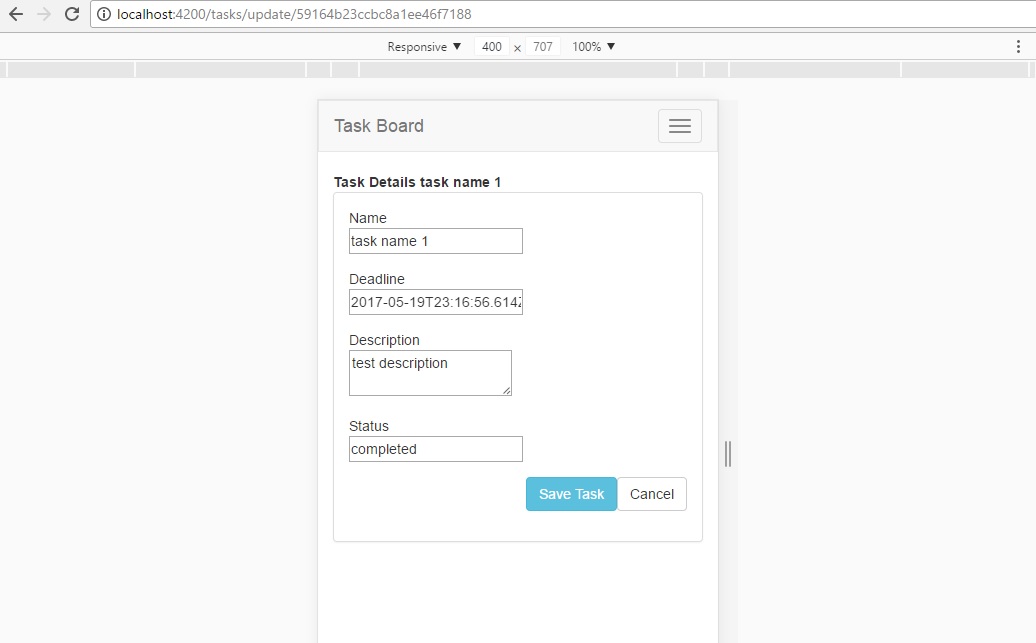 localhost:4200/tasks/update/59164b23ccbc8a1ee46f7188
Responsive ▼ 400 x 707 100% ▼
Task Board
Task Details task name 1
Name
task name 1
Deadline
2017-05-19T23:16:56.614Z
Description
test description
Status
completed
Save Task Cancel